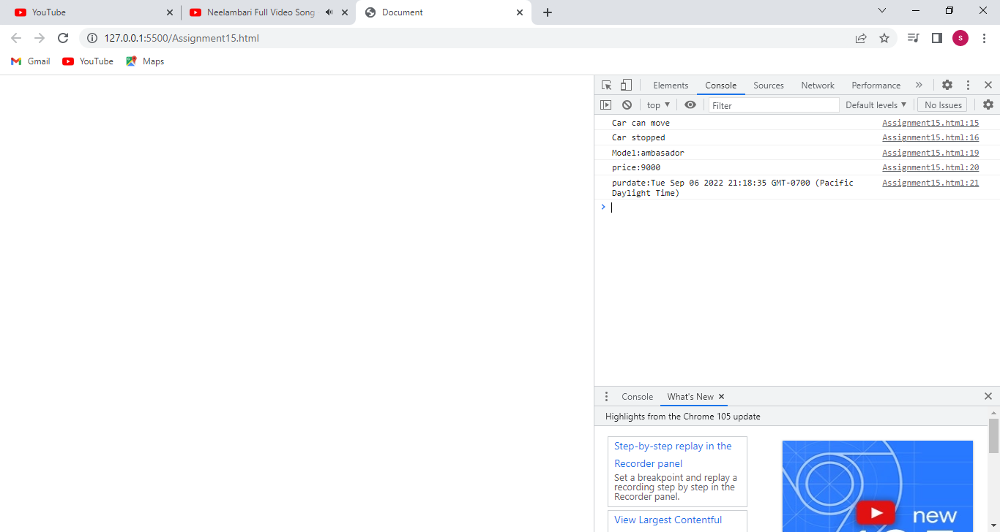 YouTube
Neelambari Full Video Song
Document
127.0.0.1:5500/Assignment15.html
S
Gmail
YouTube
Maps
Elements
Console
Sources
Network
Performance
top
Filter
Default levels
No Issues
Car can move Assignment15.html:15
Car stopped Assignment15.html:16
Model:ambasador Assignment15.html:19
price:9000 Assignment15.html:20
purdate:Tue Sep 06 2022 21:18:35 GMT-0700 (Pacific Assignment15.html:21
Daylight Time)
Console
What's New
Highlights from the Chrome 105 update
Step-by-step replay in the
Recorder panel
Set a breakpoint and replay a
recording step by step in the
Recorder panel.
View Largest Contentful
new